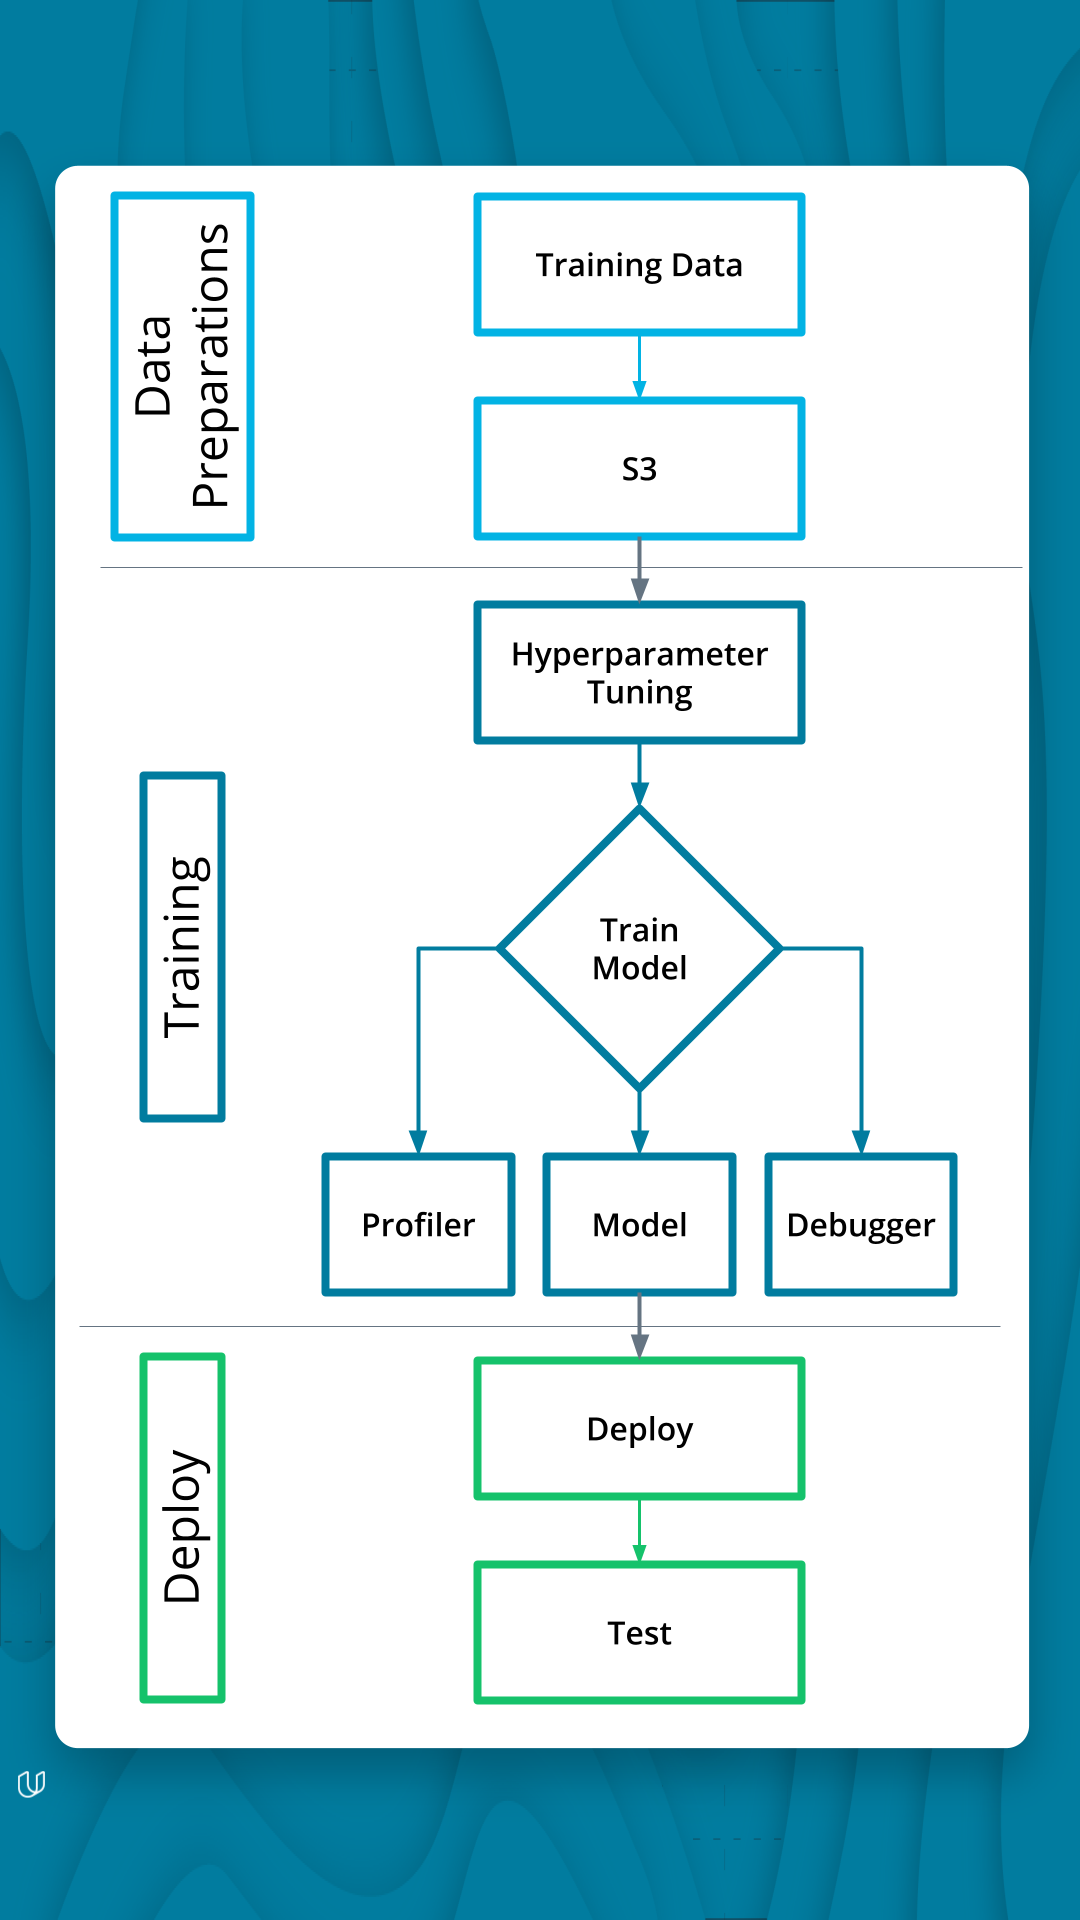 Data
Preparations
Training Data
S3
Training
Hyperparameter
Tuning
Train
Model
Profiler
Model
Debugger
Deploy
Deploy
Test